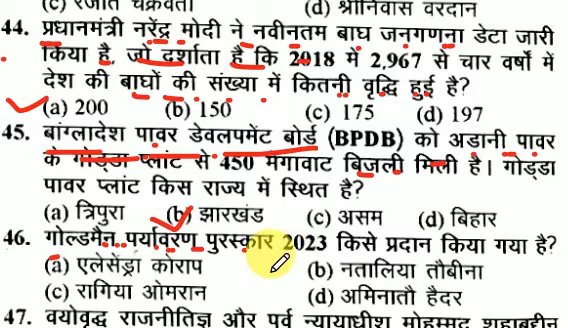 (c) रंजीत चक्रवर्ती (d) श्रीनिवास वरदान
44. प्रधानमंत्री नरेंद्र मोदी ने नवीनतम बाघ जनगणना डेटा जारी
किया है, जो दर्शाता है कि 2018 में 2,967 से चार वर्षों में
देश की बाघों की संख्या में कितनी वृद्धि हुई है?
(a) 200 (b) 150 (c) 175 (d) 197
45. बांग्लादेश पावर डेवलपमेंट बोर्ड (BPDB) को अडानी पावर
के गोड्डा प्लांट से 450 मेगावाट बिजली मिली है। गोड्डा
पावर प्लांट किस राज्य में स्थित है?
(a) त्रिपुरा (b) झारखंड (c) असम (d) बिहार
46. गोल्डमैन पर्यावरण पुरस्कार 2023 किसे प्रदान किया गया है?
(a) एलेसेंड्रा कोराप (b) नतालिया तौबीना
(c) रागिया ओमरान (d) अमिनातौ हैदर
47. वयोवृद्ध राजनीतिज्ञ और पूर्व न्यायाधीश मोहम्मद शहाबुद्दीन